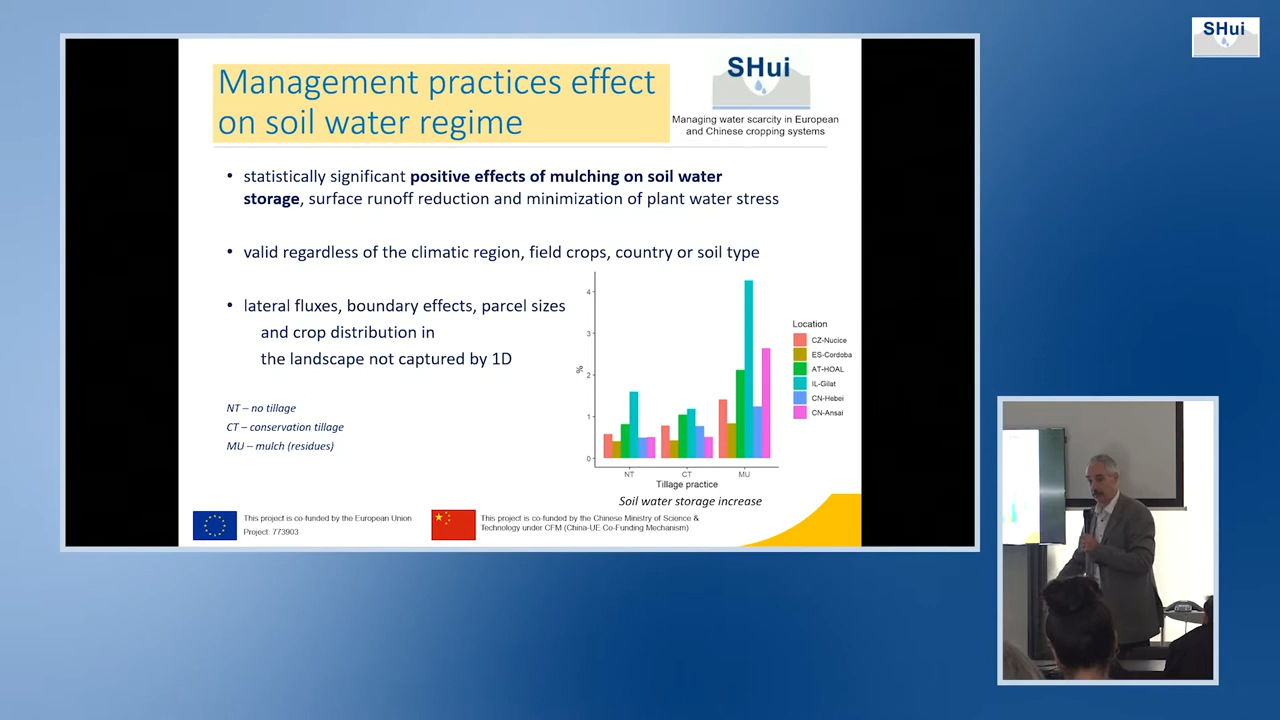 SHui
Management practices effect
on soil water regime
SHui
Managing water scarcity in European
and Chinese cropping systems
• statistically significant positive effects of mulching on soil water
storage, surface runoff reduction and minimization of plant water stress
• valid regardless of the climatic region, field crops, country or soil type
• lateral fluxes, boundary effects, parcel sizes
and crop distribution in
the landscape not captured by 1D
NT – no tillage
CT – conservation tillage
MU – mulch (residues)
4
3
2
1
0
%
NT CT MU
Tillage practice
Location
CZ-Nucice
ES-Cordoba
AT-HOAL
IL-Gilat
CN-Hebei
CN-Ansai
Soil water storage increase
This project is co-funded by the European Union
Project: 773903
This project is co-funded by the Chinese Ministry of Science &
Technology under CFM (China-UE Co-Funding Mechanism)